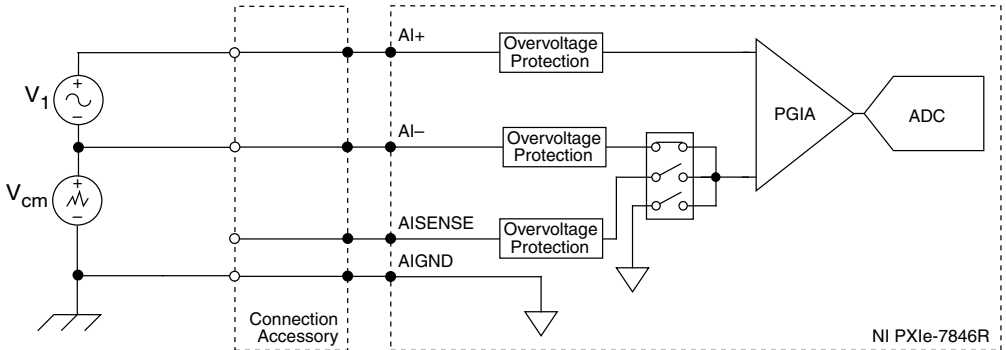 AI+
Overvoltage
Protection
+
V1
–
PGIA
ADC
AI–
Overvoltage
Protection
+
Vcm
–
AISENSE
Overvoltage
Protection
AIGND
Connection
Accessory
NI PXIe-7846R